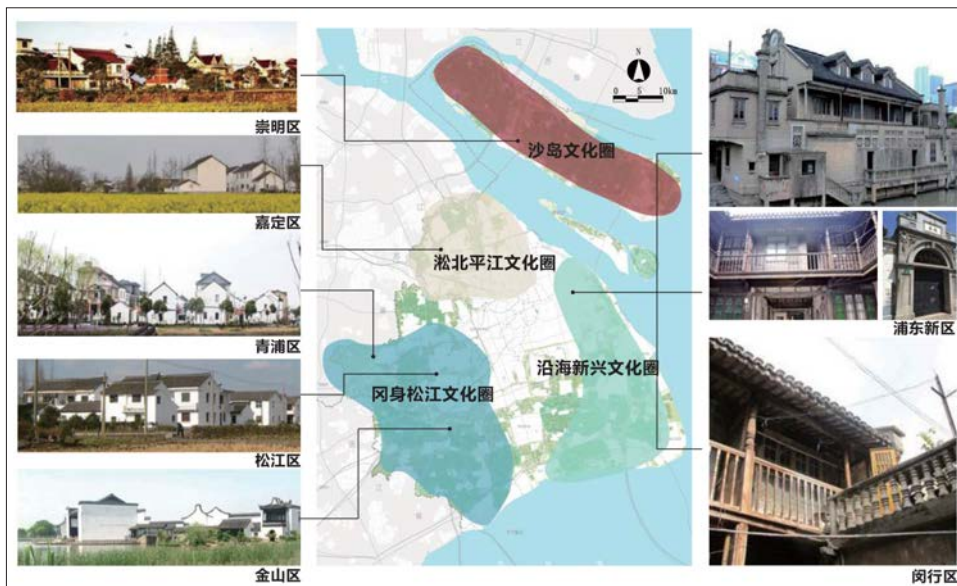 崇明区
嘉定区
青浦区
松江区
金山区
N
0 5 10km
沙岛文化圈
淞北平江文化圈
沿海新兴文化圈
冈身松江文化圈
浦东新区
闵行区